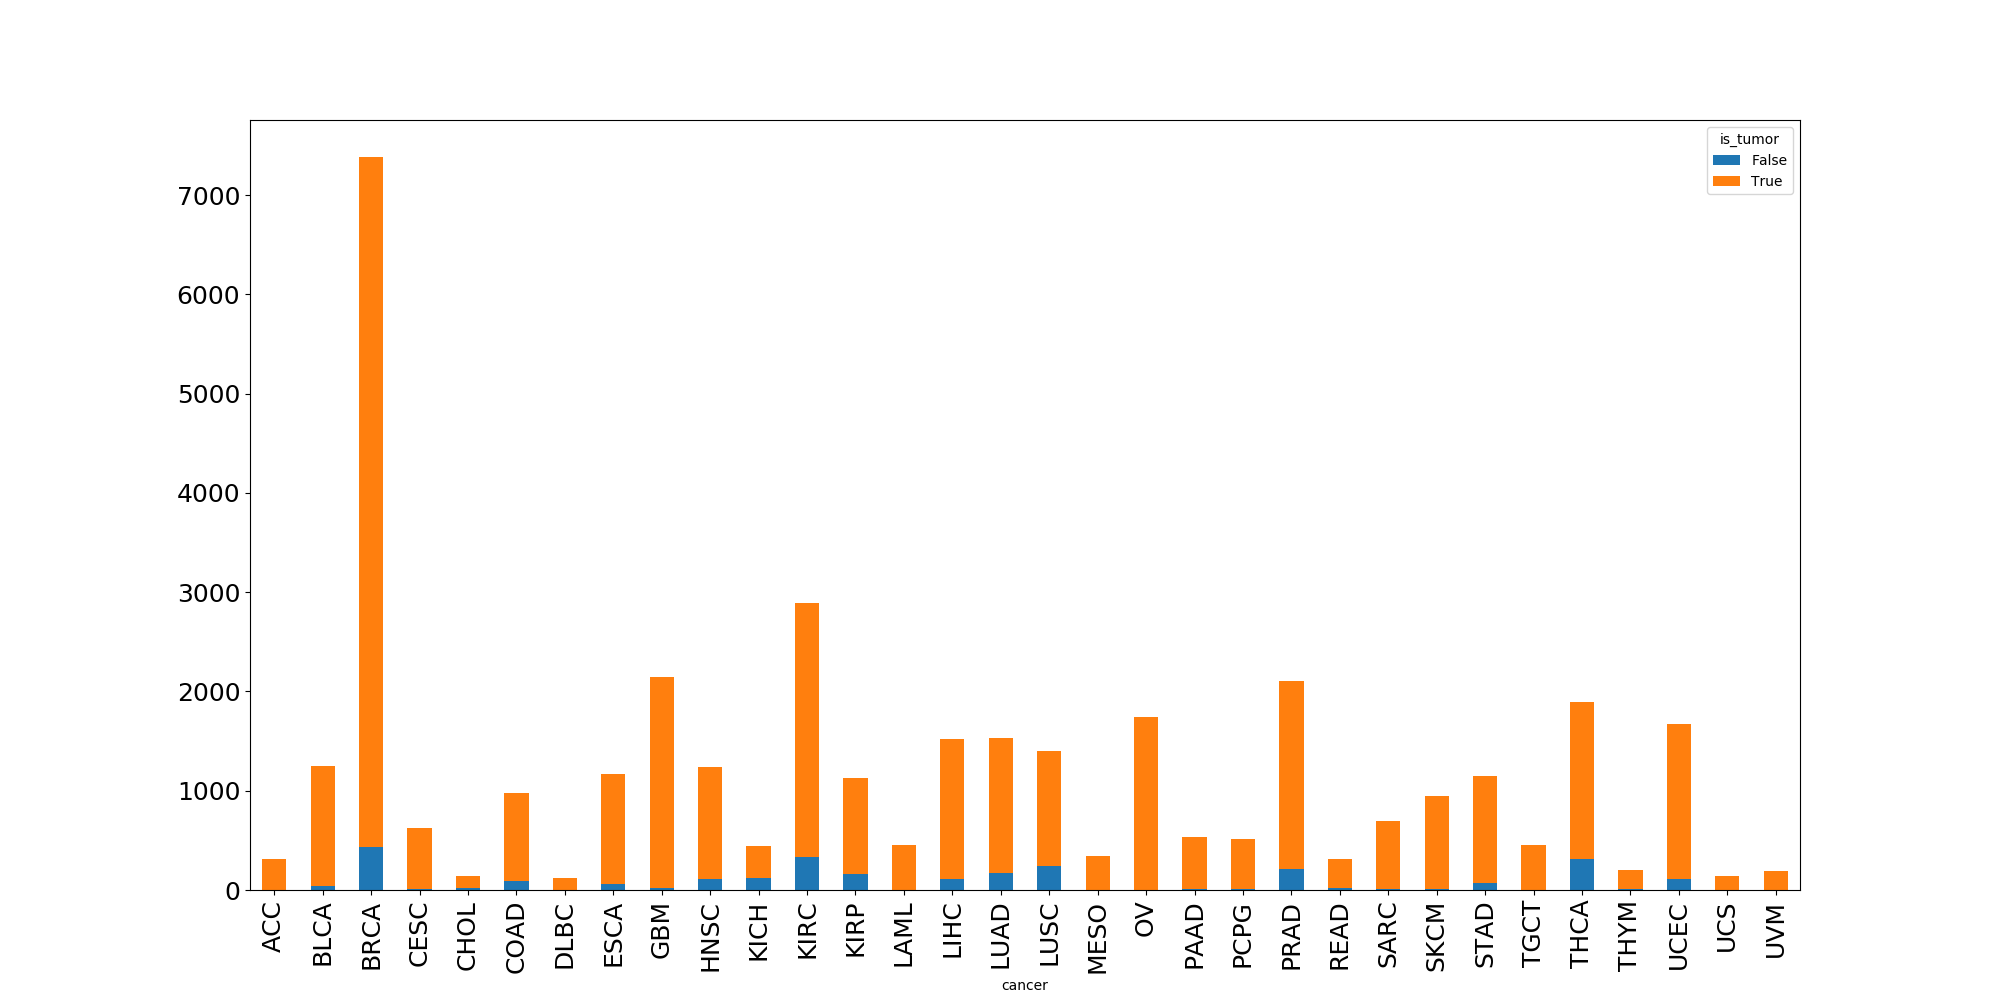 is_tumor
False
True
7000
6000
5000
4000
3000
2000
1000
0
ACC
BLCA
BRCA
CESC
CHOL
COAD
DLBC
ESCA
GBM
HNSC
KICH
KIRC
KIRP
LAML
LIHC
LUAD
LUSC
MESO
OV
PAAD
PCPG
PRAD
READ
SARC
SKCM
STAD
TGCT
THCA
THYM
UCEC
UCS
UVM
cancer